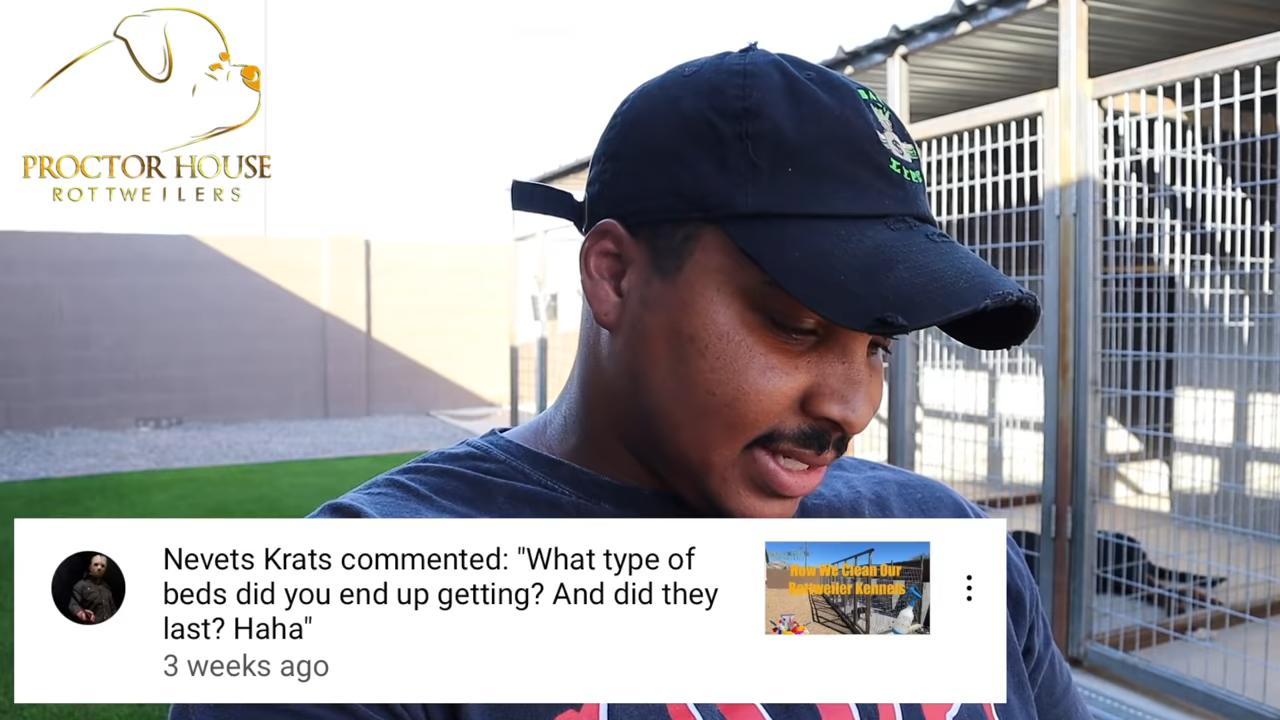 PROCTOR HOUSE
ROTTWEILERS
Nevets Krats commented: "What type of
beds did you end up getting? And did they
last? Haha"
3 weeks ago
How We Clean Our
Rottweiler Kennels